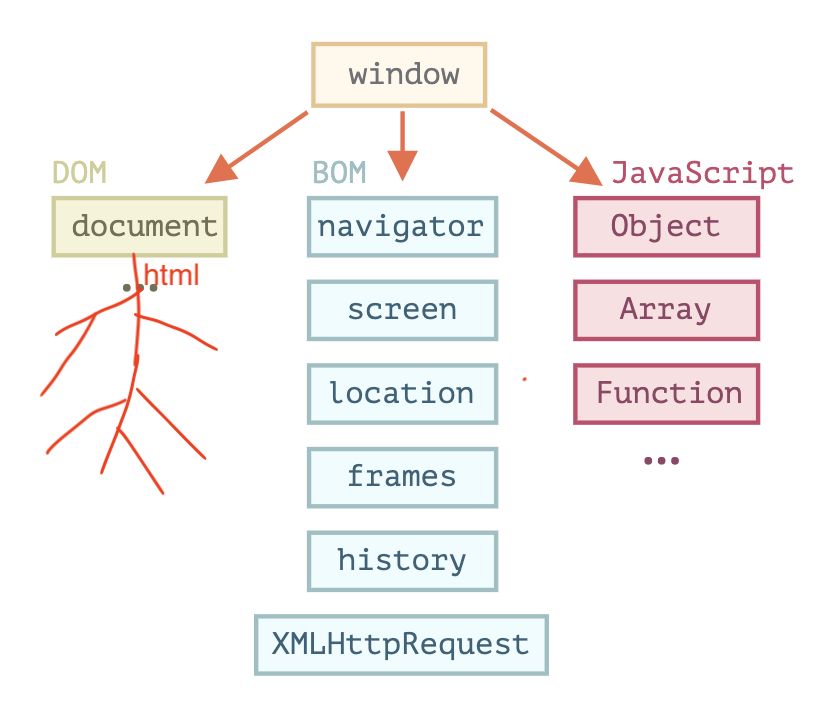 window
DOM
document
html
...
BOM
navigator
screen
location
frames
history
XMLHttpRequest
JavaScript
Object
Array
Function
...